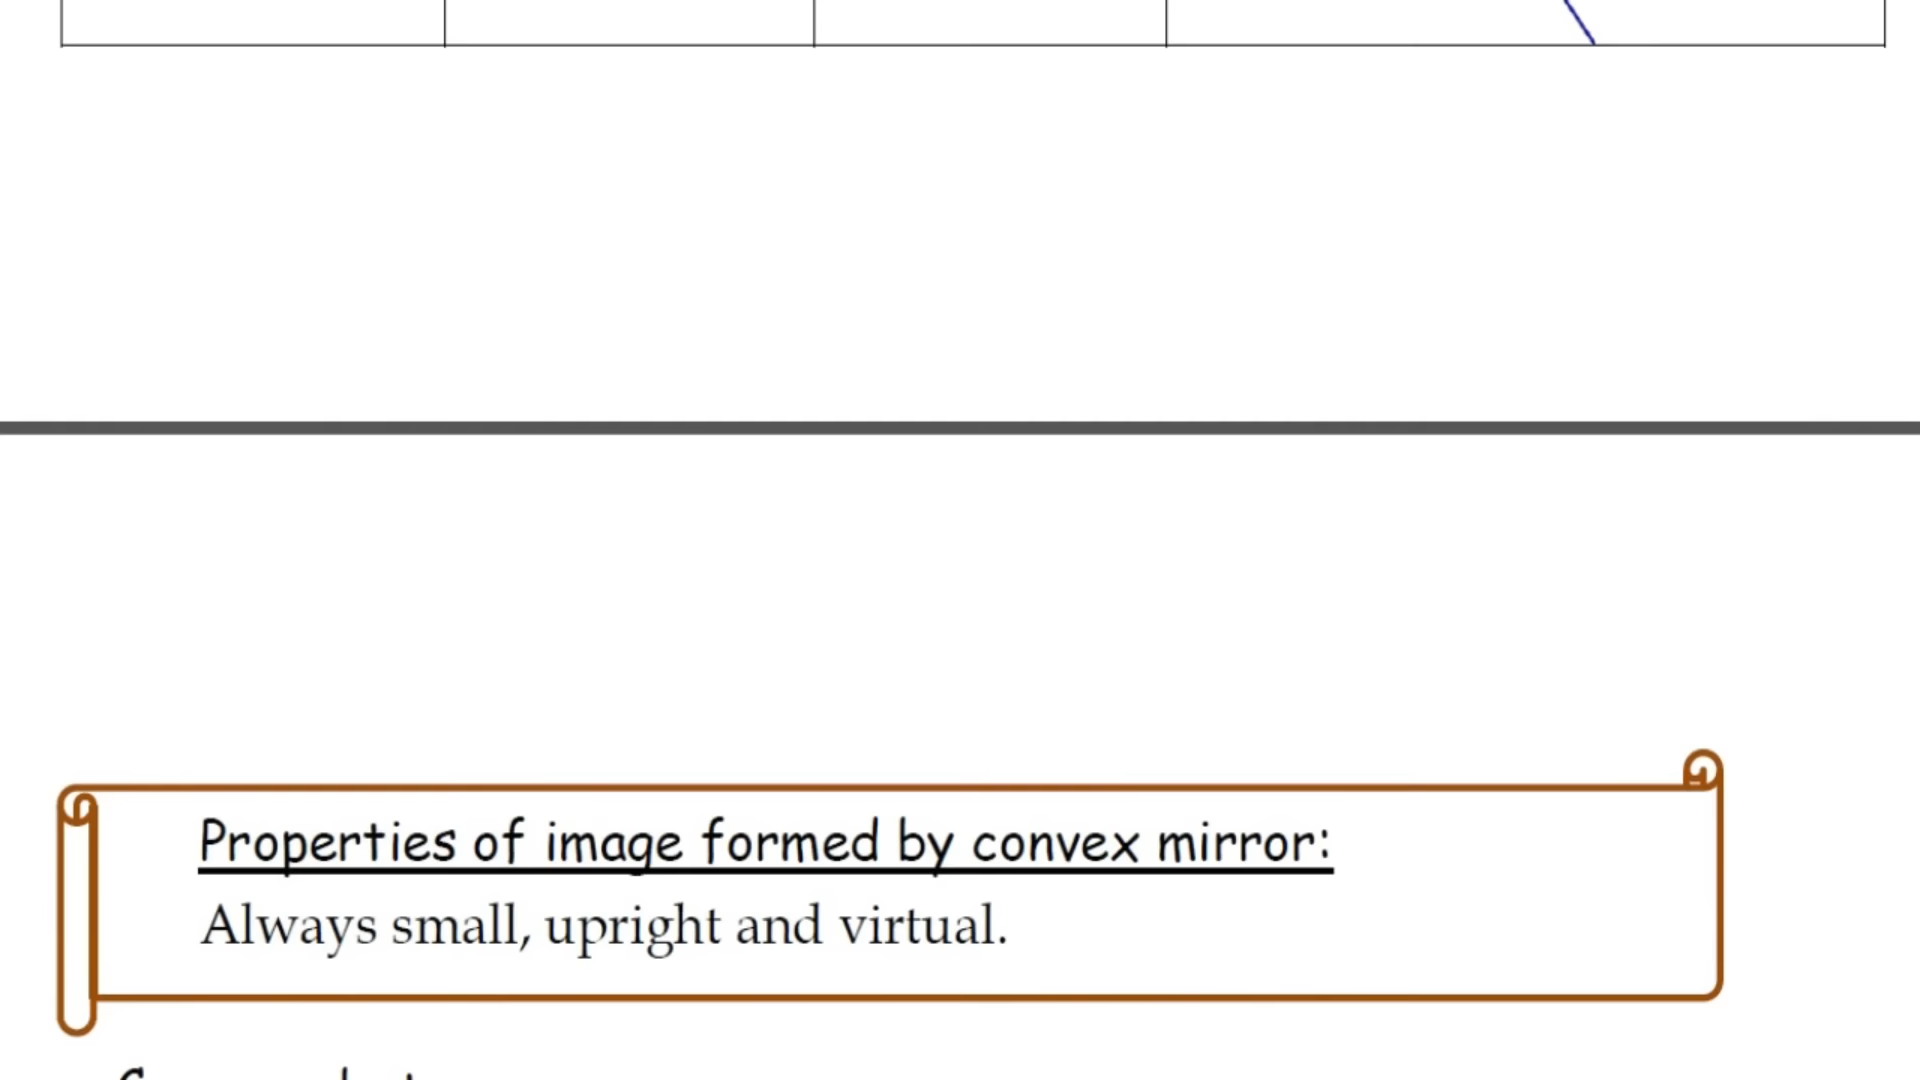 Properties of image formed by convex mirror:
Always small, upright and virtual.